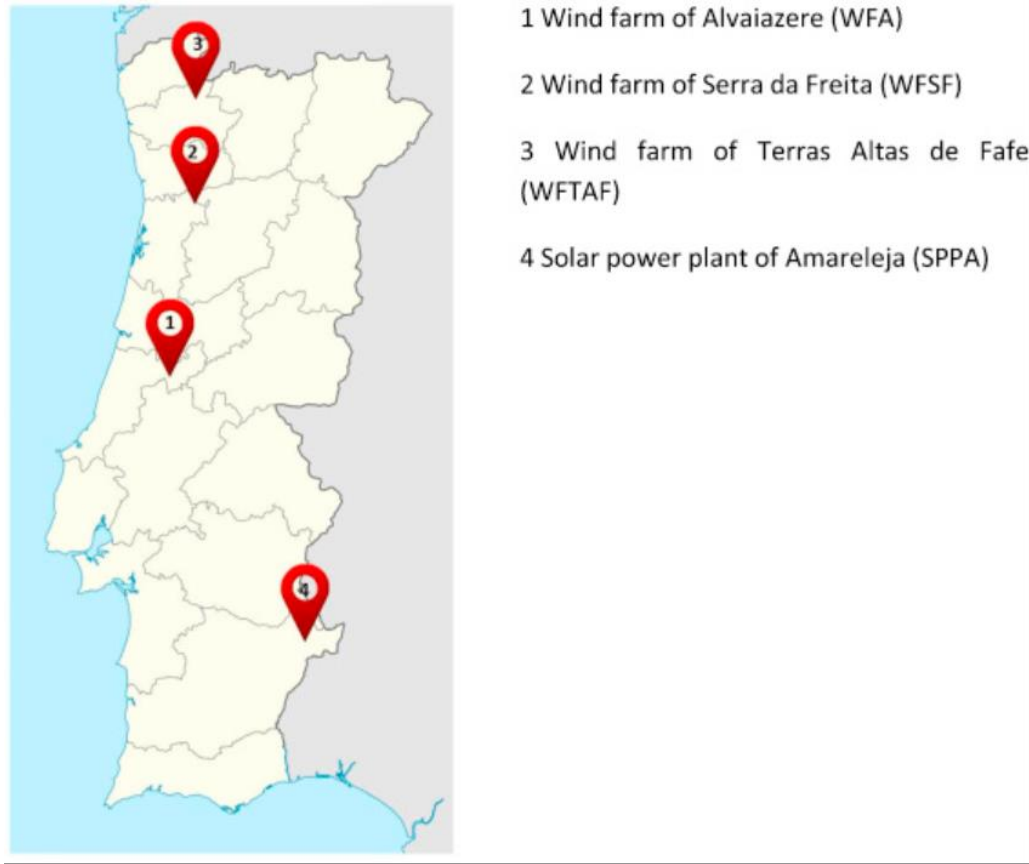 3
2
1
4
1 Wind farm of Alvaiazere (WFA)
2 Wind farm of Serra da Freita (WFSF)
3 Wind farm of Terras Altas de Fafe
(WFTAF)
4 Solar power plant of Amareleja (SPPA)